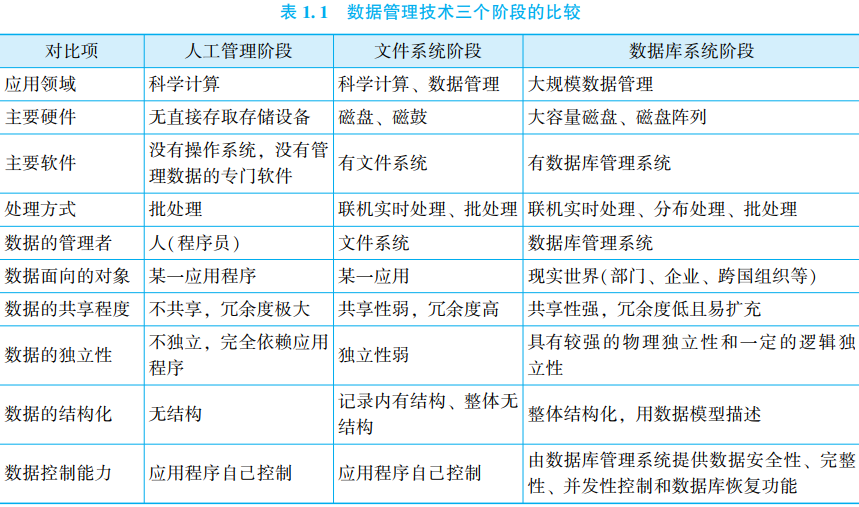 表 1.1 数据管理技术三个阶段的比较
对比项 人工管理阶段 文件系统阶段 数据库系统阶段
应用领域 科学计算 科学计算、数据管理 大规模数据管理
主要硬件 无直接存取存储设备 磁盘、磁鼓 大容量磁盘、磁盘阵列
主要软件 没有操作系统，没有管
理数据的专门软件 有文件系统 有数据库管理系统
处理方式 批处理 联机实时处理、批处理 联机实时处理、分布处理、批处理
数据的管理者 人(程序员) 文件系统 数据库管理系统
数据面向的对象 某一应用程序 某一应用 现实世界(部门、企业、跨国组织等)
数据的共享程度 不共享，冗余度极大 共享性弱，冗余度高 共享性强，冗余度低且易扩充
数据的独立性 不独立，完全依赖应用
程序 独立性弱 具有较强的物理独立性和一定的逻辑独
立性
数据的结构化 无结构 记录内有结构、整体无
结构 整体结构化，用数据模型描述
数据控制能力 应用程序自己控制 应用程序自己控制 由数据库管理系统提供数据安全性、完整
性、并发性控制和数据库恢复功能